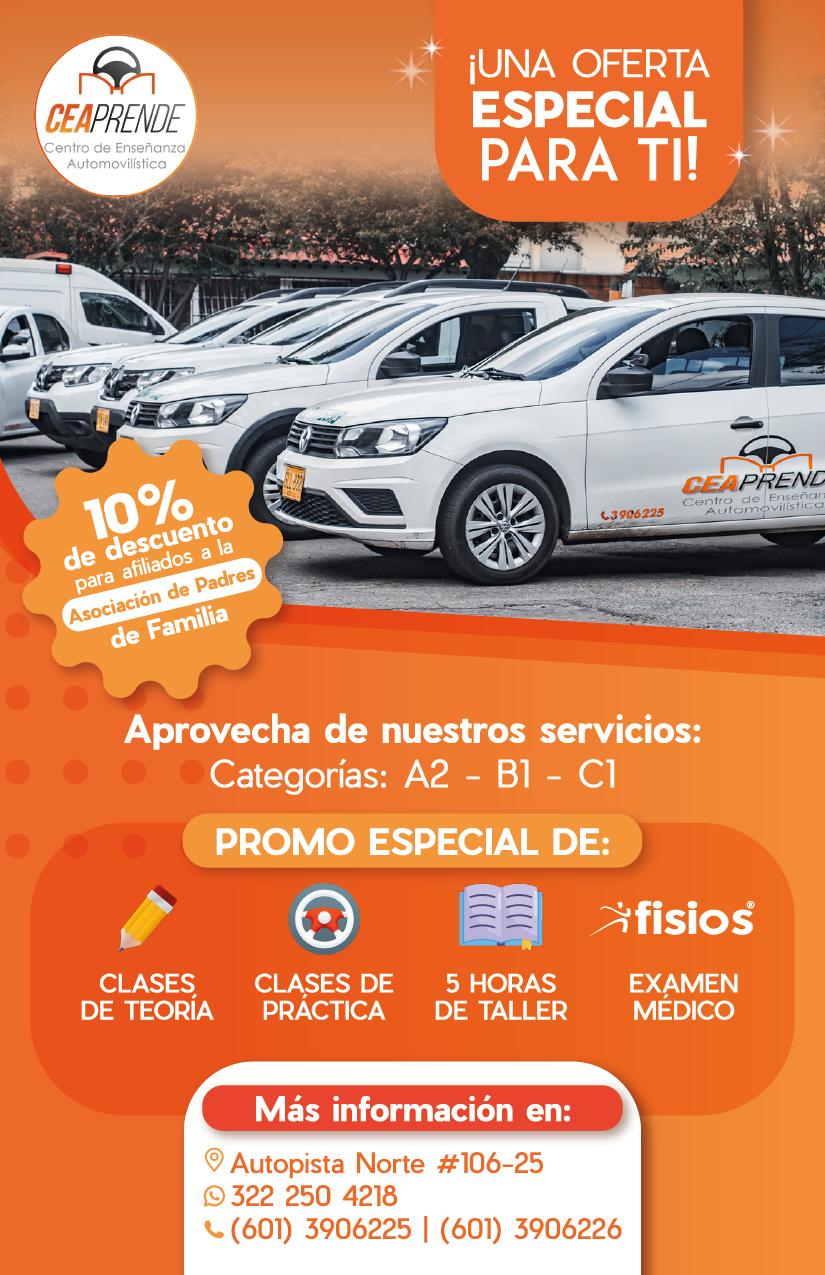 CEAPRENDE
Centro de Enseñanza
Automovilística
¡UNA OFERTA
ESPECIAL
PARA TI!
CEAPREND
Centro de Enseñan
Automovilística
3906225
10%
de descuento
para afiliados a la
Asociación de Padres
de Familia
Aprovecha de nuestros servicios:
Categorías: A2 - B1 - C1
PROMO ESPECIAL DE:
CLASES
DE TEORÍA
CLASES DE
PRÁCTICA
5 HORAS
DE TALLER
fisios®
EXAMEN
MÉDICO
Más información en:
Autopista Norte #106-25
322 250 4218
(601) 3906225 | (601) 3906226